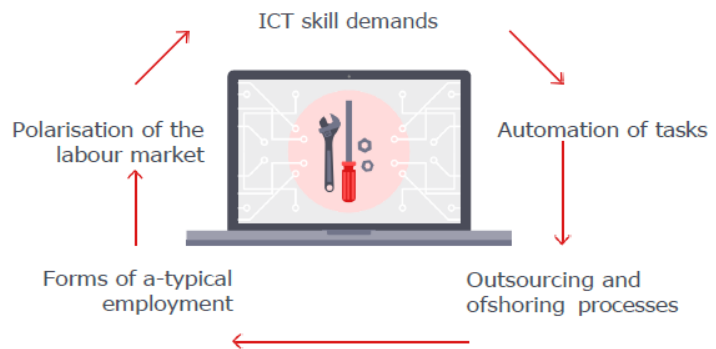 ICT skill demands
Automation of tasks
Outsourcing and
ofshoring processes
Forms of a-typical
employment
Polarisation of the
labour market